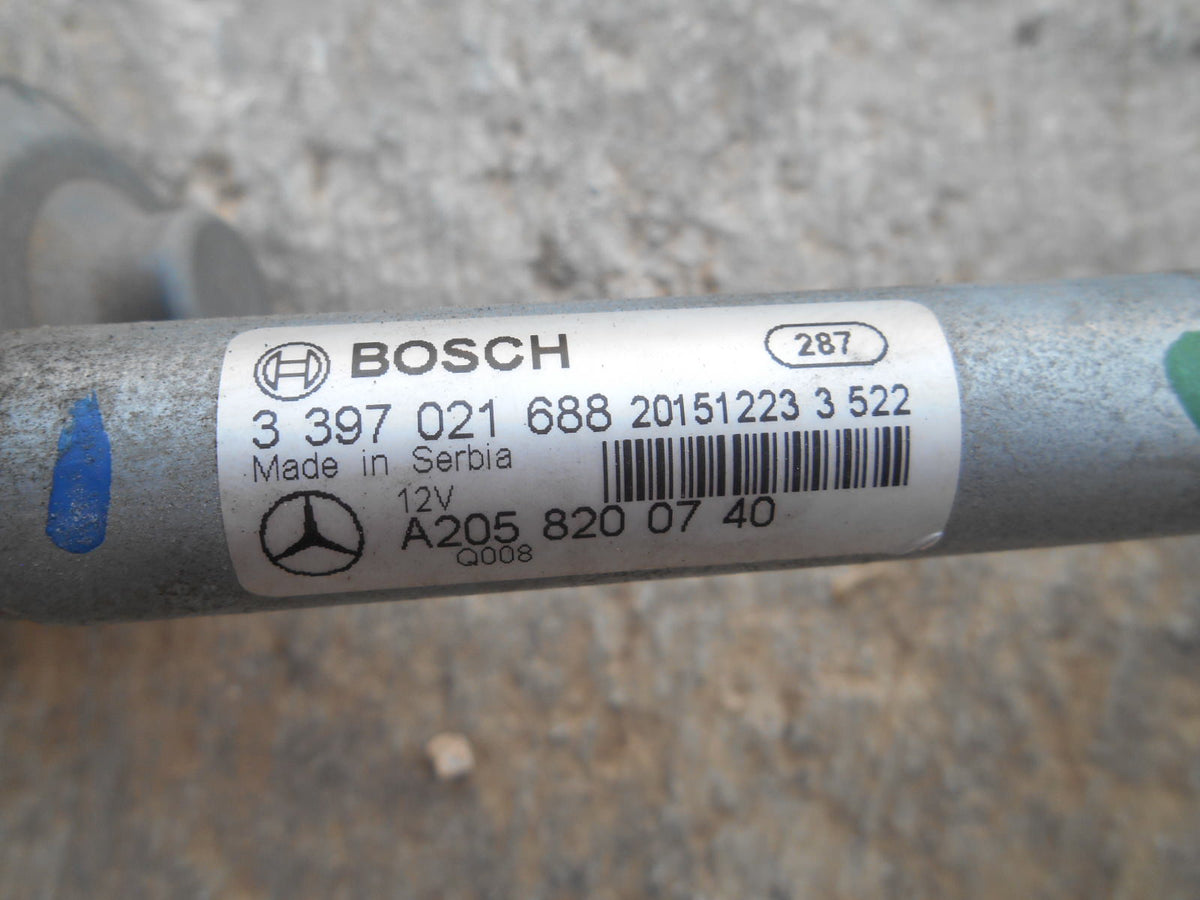 BOSCH 287
3 397 021 688 20151223 3 522
Made in Serbia
12V
A205 820 07 40
Q008